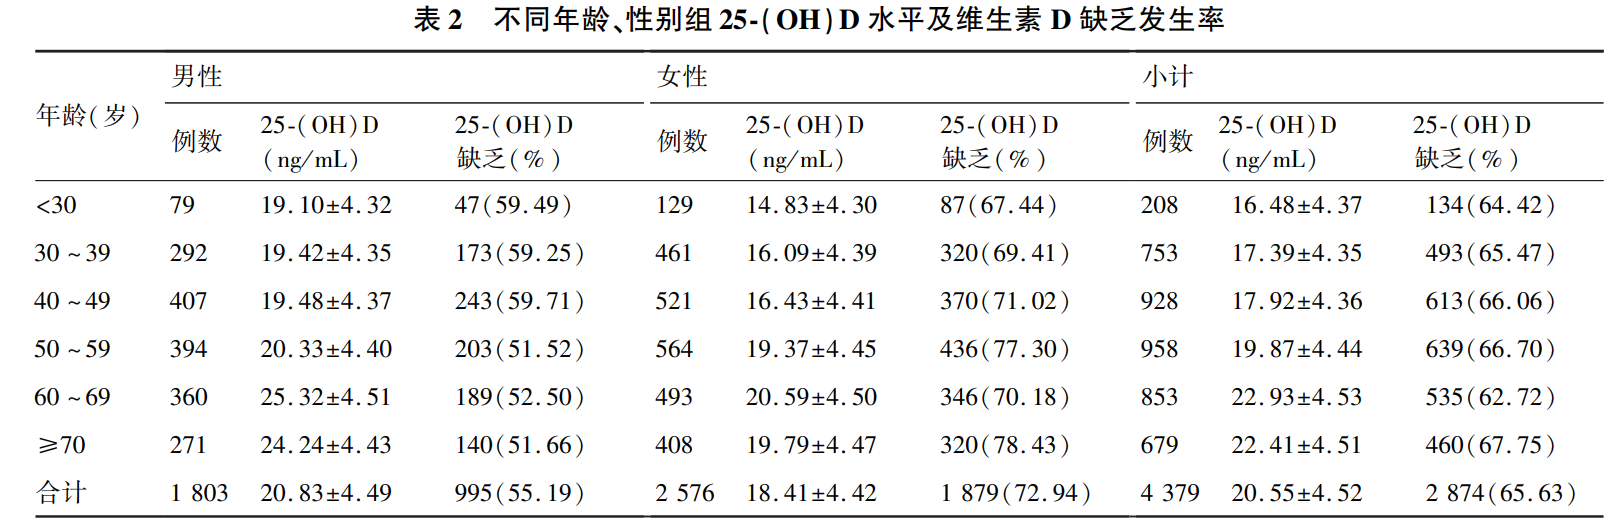 表 2 不同年龄、性别组 25-(OH)D 水平及维生素 D 缺乏发生率
年龄(岁) 男性 女性 小计
例数 25-(OH)D (ng/mL) 25-(OH)D 缺乏(%) 例数 25-(OH)D (ng/mL) 25-(OH)D 缺乏(%) 例数 25-(OH)D (ng/mL) 25-(OH)D 缺乏(%)
<30 79 19.10±4.32 47(59.49) 129 14.83±4.30 87(67.44) 208 16.48±4.37 134(64.42)
30~39 292 19.42±4.35 173(59.25) 461 16.09±4.39 320(69.41) 753 17.39±4.35 493(65.47)
40~49 407 19.48±4.37 243(59.71) 521 16.43±4.41 370(71.02) 928 17.92±4.36 613(66.06)
50~59 394 20.33±4.40 203(51.52) 564 19.37±4.45 436(77.30) 958 19.87±4.44 639(66.70)
60~69 360 25.32±4.51 189(52.50) 493 20.59±4.50 346(70.18) 853 22.93±4.53 535(62.72)
≥70 271 24.24±4.43 140(51.66) 408 19.79±4.47 320(78.43) 679 22.41±4.51 460(67.75)
合计 1 803 20.83±4.49 995(55.19) 2 576 18.41±4.42 1 879(72.94) 4 379 20.55±4.52 2 874(65.63)